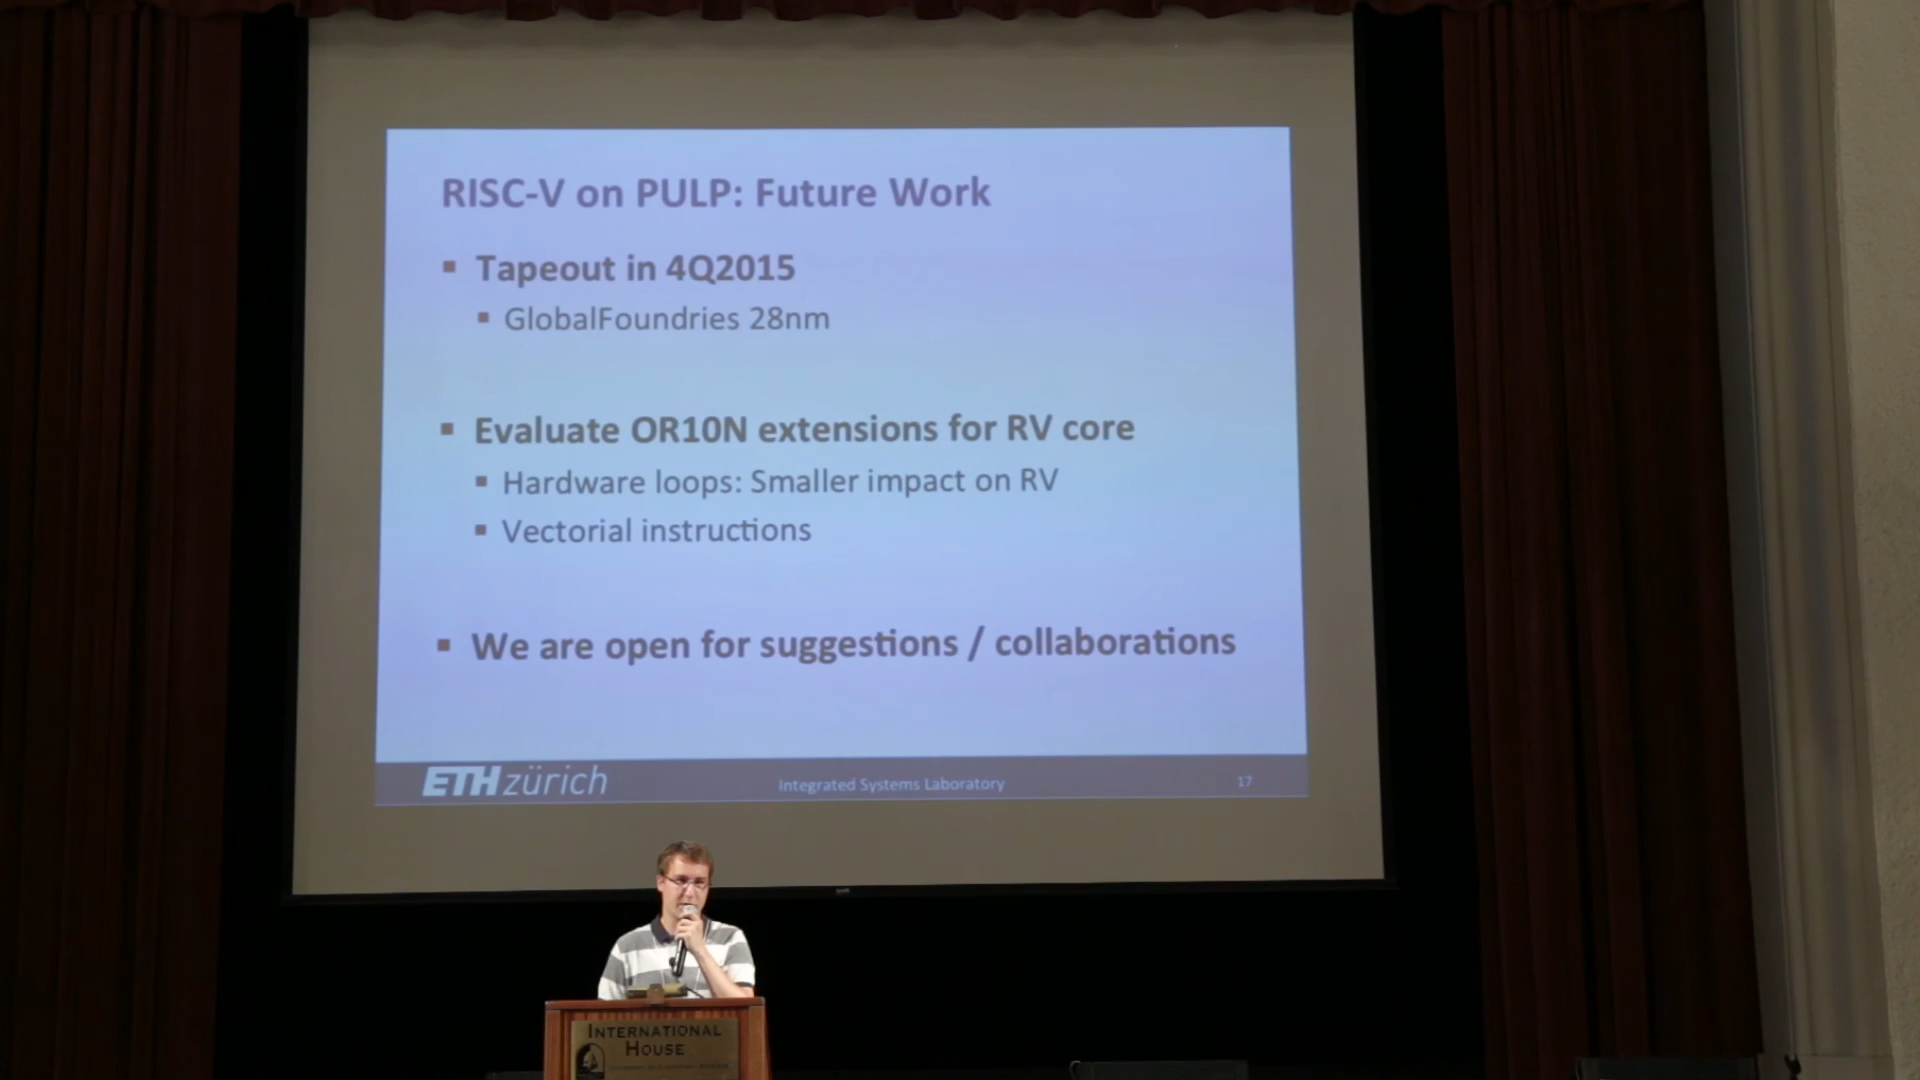 RISC-V on PULP: Future Work
Tapeout in 4Q2015
GlobalFoundries 28nm
Evaluate OR10N extensions for RV core
Hardware loops: Smaller impact on RV
Vectorial instructions
We are open for suggestions / collaborations
ETH zürich
Integrated Systems Laboratory
17
INTERNATIONAL
HOUSE